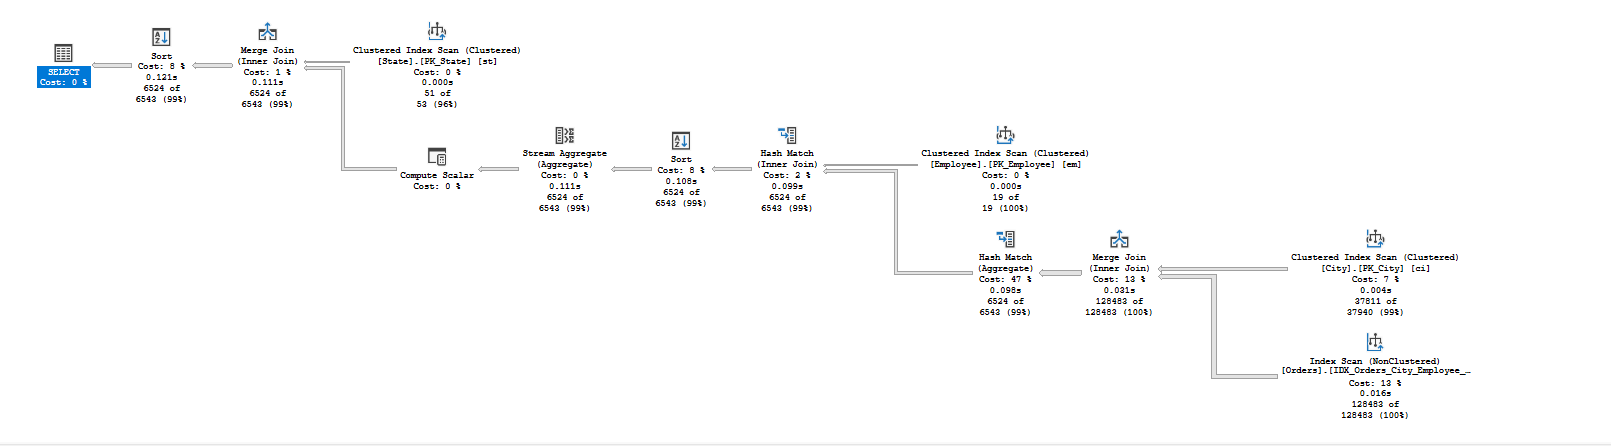 SELECT
Cost: 0 %
Sort
Cost: 8 %
0.121s
6524 of
6543 (99%)
Merge Join
(Inner Join)
Cost: 1 %
0.111s
6524 of
6543 (99%)
Clustered Index Scan (Clustered)
[State].[PK_State] [st]
Cost: 0 %
0.000s
51 of
53 (96%)
Compute Scalar
Cost: 0 %
Stream Aggregate
(Aggregate)
Cost: 0 %
0.111s
6524 of
6543 (99%)
Sort
Cost: 8 %
0.108s
6524 of
6543 (99%)
Hash Match
(Inner Join)
Cost: 2 %
0.099s
6524 of
6543 (99%)
Clustered Index Scan (Clustered)
[Employee].[PK_Employee] [em]
Cost: 0 %
0.000s
19 of
19 (100%)
Hash Match
(Aggregate)
Cost: 47 %
0.098s
6524 of
6543 (99%)
Merge Join
(Inner Join)
Cost: 13 %
0.031s
128483 of
128483 (100%)
Clustered Index Scan (Clustered)
[City].[PK_City] [ci]
Cost: 7 %
0.004s
37811 of
37940 (99%)
Index Scan (NonClustered)
[Orders].[IDX_Orders_City_Employee_…
Cost: 13 %
0.016s
128483 of
128483 (100%)